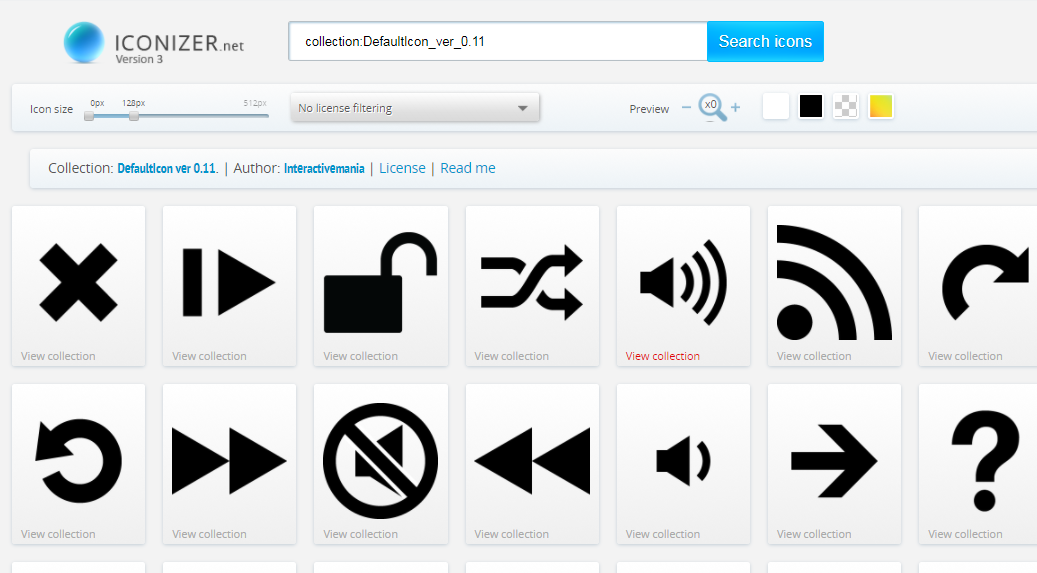 ICONIZER.net
Version 3
collection:DefaultIcon_ver_0.11
Search icons
Icon size
0px 128px 512px
No license filtering
Preview
x0
Collection: DefaultIcon ver 0.11. | Author: Interactivemania | License | Read me
View collection View collection View collection View collection View collection View collection View collection
View collection View collection View collection View collection View collection View collection View collection